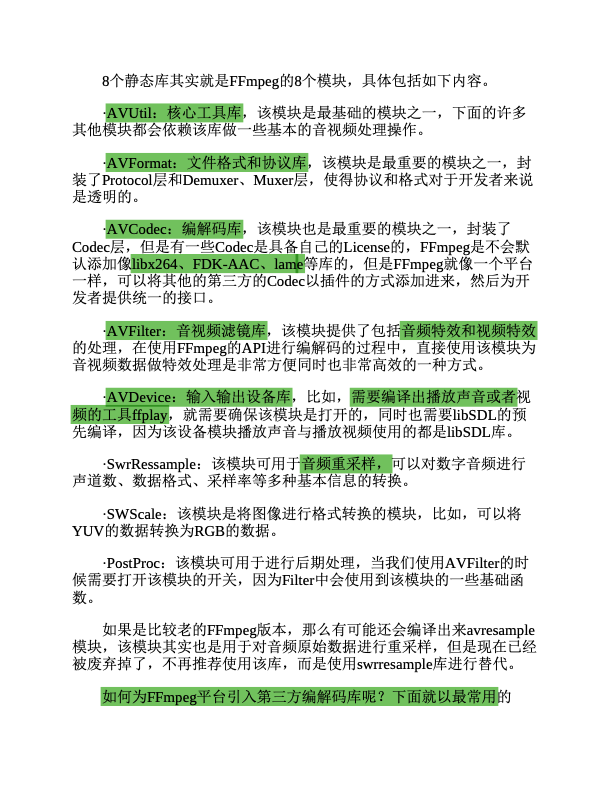 8个静态库其实就是FFmpeg的8个模块，具体包括如下内容。
·AVUtil：核心工具库，该模块是最基础的模块之一，下面的许多
其他模块都会依赖该库做一些基本的音视频处理操作。
·AVFormat：文件格式和协议库，该模块是最重要的模块之一，封
装了Protocol层和Demuxer、Muxer层，使得协议和格式对于开发者来说
是透明的。
·AVCodec：编解码库，该模块也是最重要的模块之一，封装了
Codec层，但是有一些Codec是具备自己的License的，FFmpeg是不会默
认添加像libx264、FDK-AAC、lame等库的，但是FFmpeg就像一个平台
一样，可以将其他的第三方的Codec以插件的方式添加进来，然后为开
发者提供统一的接口。
·AVFilter：音视频滤镜库，该模块提供了包括音频特效和视频特效
的处理，在使用FFmpeg的API进行编解码的过程中，直接使用该模块为
音视频数据做特效处理是非常方便同时也非常高效的一种方式。
·AVDevice：输入输出设备库，比如，需要编译出播放声音或者视
频的工具ffplay，就需要确保该模块是打开的，同时也需要libSDL的预
先编译，因为该设备模块播放声音与播放视频使用的都是libSDL库。
·SwrRessample：该模块可用于音频重采样，可以对数字音频进行
声道数、数据格式、采样率等多种基本信息的转换。
·SWScale：该模块是将图像进行格式转换的模块，比如，可以将
YUV的数据转换为RGB的数据。
·PostProc：该模块可用于进行后期处理，当我们使用AVFilter的时
候需要打开该模块的开关，因为Filter中会使用到该模块的一些基础函
数。
如果是比较老的FFmpeg版本，那么有可能还会编译出来avresample
模块，该模块其实也是用于对音频原始数据进行重采样，但是现在已经
被废弃掉了，不再推荐使用该库，而是使用swrresample库进行替代。
如何为FFmpeg平台引入第三方编解码库呢？下面就以最常用的